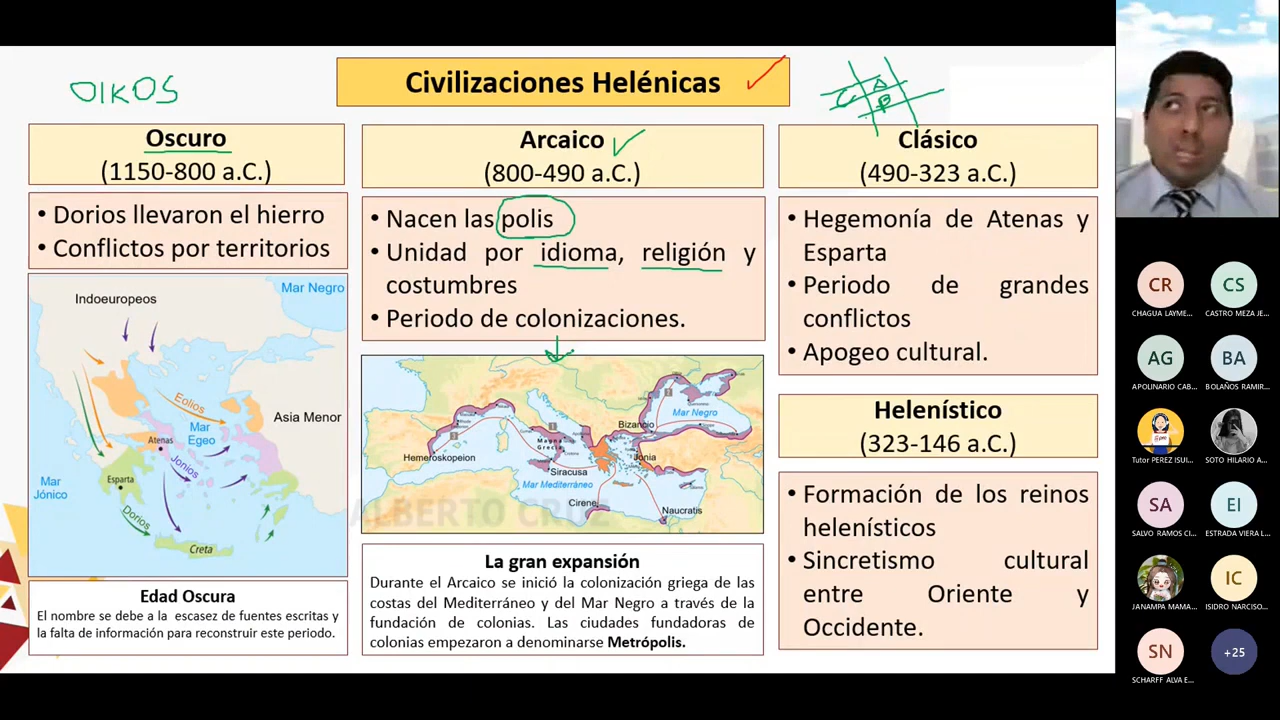 OIKOS
Civilizaciones Helénicas
Oscuro
(1150-800 a.C.)
• Dorios llevaron el hierro
• Conflictos por territorios
Indoeuropeos
Mar Negro
Eolios
Asia Menor
Mar
Egeo
Atenas
Jonios
Esparta
Mar
Jónico
Dorios
Creta
Edad Oscura
El nombre se debe a la escasez de fuentes escritas y
la falta de información para reconstruir este periodo.
Arcaico
(800-490 a.C.)
• Nacen las polis
• Unidad por idioma, religión y
costumbres
• Periodo de colonizaciones.
Mar Negro
Bizancio
Magna
Grecia
Hemeroskopeion
Jonia
Siracusa
Mar Mediterráneo
Cirene
Naucratis
ALBERTO CRUZ
La gran expansión
Durante el Arcaico se inició la colonización griega de las
costas del Mediterráneo y del Mar Negro a través de la
fundación de colonias. Las ciudades fundadoras de
colonias empezaron a denominarse Metrópolis.
Clásico
(490-323 a.C.)
• Hegemonía de Atenas y
Esparta
• Periodo de grandes
conflictos
• Apogeo cultural.
Helenístico
(323-146 a.C.)
• Formación de los reinos
helenísticos
• Sincretismo cultural
entre Oriente y
Occidente.
CR
CS
CHAGUA LAYME...
CASTRO MEZA JE...
AG
BA
APOLINARIO CAB...
BOLAÑOS RAMIR...
Tutor PEREZ ISUI...
SOTO HILARIO A...
SA
EI
SALVO RAMOS CI...
ESTRADA VIERA L...
IC
JANAMPA MAMA...
ISIDRO NARCISO...
SN
+25
SCHARFF ALVA E...